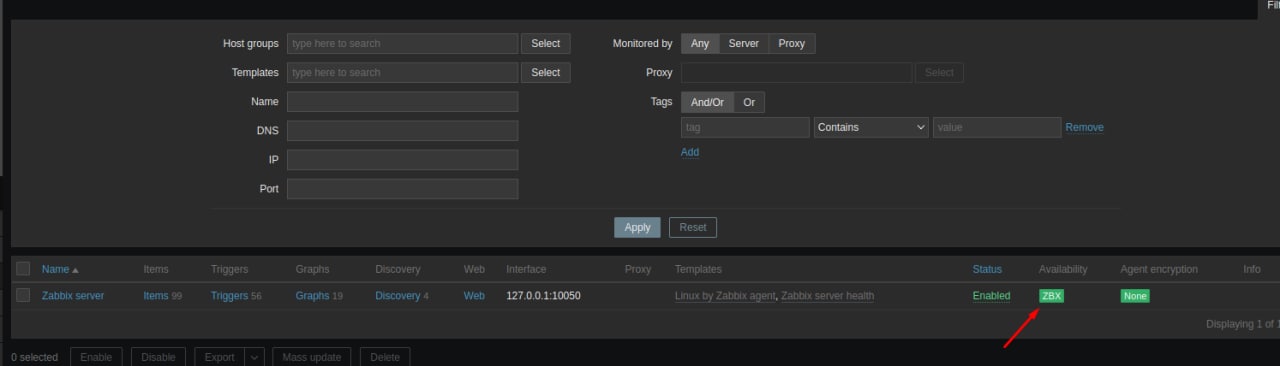 Fil
Host groups type here to search Select Monitored by Any Server Proxy
Templates type here to search Select Proxy Select
Name Tags And/Or Or
DNS tag Contains value Remove
IP Add
Port
Apply Reset
Name Items Triggers Graphs Discovery Web Interface Proxy Templates Status Availability Agent encryption Info
Zabbix server Items 99 Triggers 56 Graphs 19 Discovery 4 Web 127.0.0.1:10050 Linux by Zabbix agent, Zabbix server health Enabled ZBX None
Displaying 1 of 1
0 selected Enable Disable Export Mass update Delete